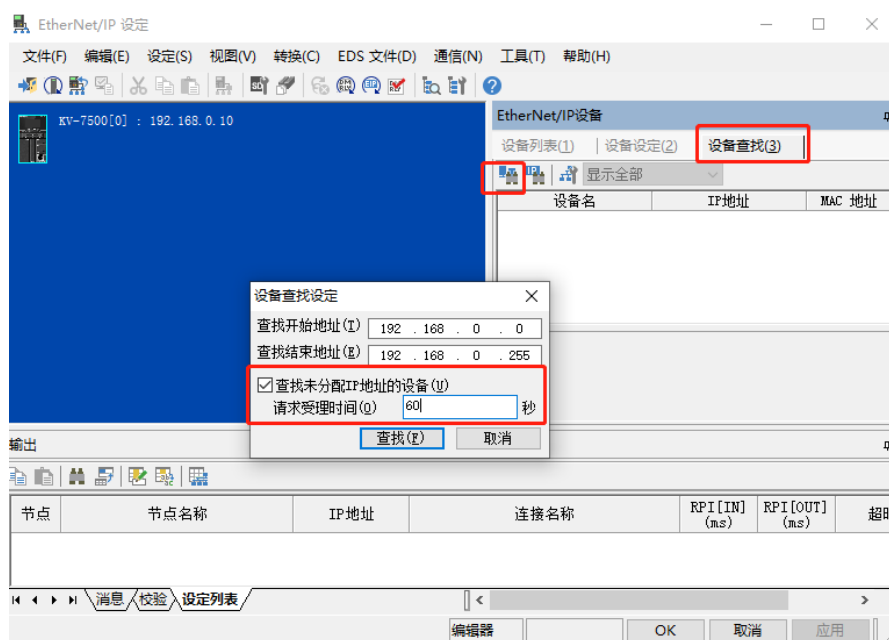 EtherNet/IP 设定
文件(F) 编辑(E) 设定(S) 视图(V) 转换(C) EDS 文件(D) 通信(N) 工具(T) 帮助(H)
KV-7500[0] : 192.168.0.10
EtherNet/IP设备
设备列表(1) 设备设定(2) 设备查找(3)
显示全部
设备名 IP地址 MAC 地址
设备查找设定
查找开始地址(I) 192 . 168 . 0 . 0
查找结束地址(E) 192 . 168 . 0 . 255
查找未分配IP地址的设备(U)
请求受理时间(O) 60 秒
查找(F) 取消
输出
节点 节点名称 IP地址 连接名称 RPI[IN] (ms) RPI[OUT] (ms) 超时
消息 校验 设定列表
编辑器 OK 取消 应用